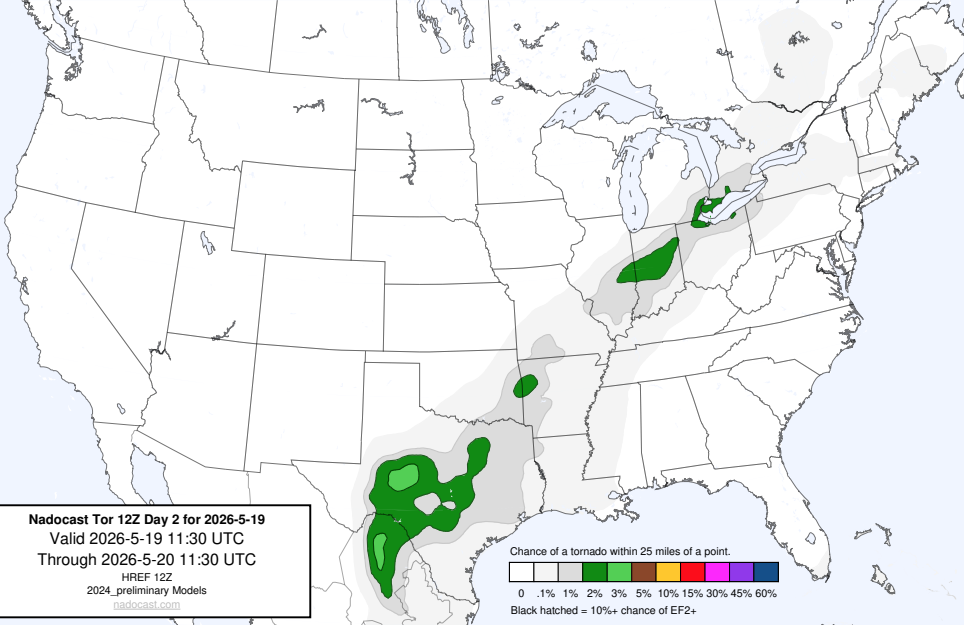 Nadocast Tor 12Z Day 2 for 2026-5-19
Valid 2026-5-19 11:30 UTC
Through 2026-5-20 11:30 UTC
HREF 12Z
2024_preliminary Models
nadocast.com
Chance of a tornado within 25 miles of a point.
0 .1% 1% 2% 3% 5% 10% 15% 30% 45% 60%
Black hatched = 10%+ chance of EF2+